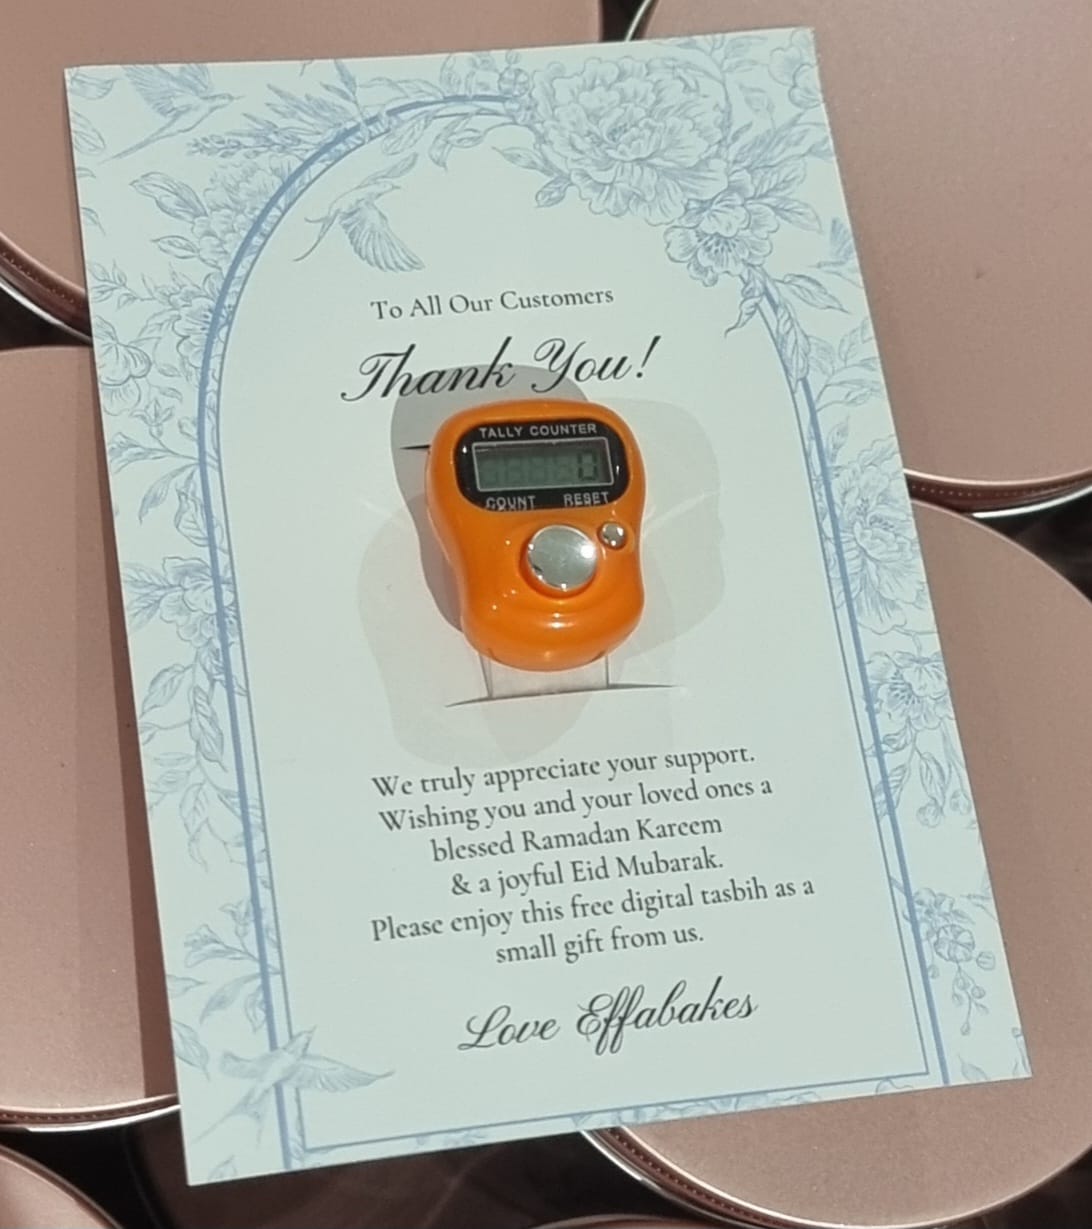 To All Our Customers
Thank You!
TALLY COUNTER
0
COUNT RESET
We truly appreciate your support.
Wishing you and your loved ones a
blessed Ramadan Kareem
& a joyful Eid Mubarak.
Please enjoy this free digital tasbih as a
small gift from us.
Love Effabakes